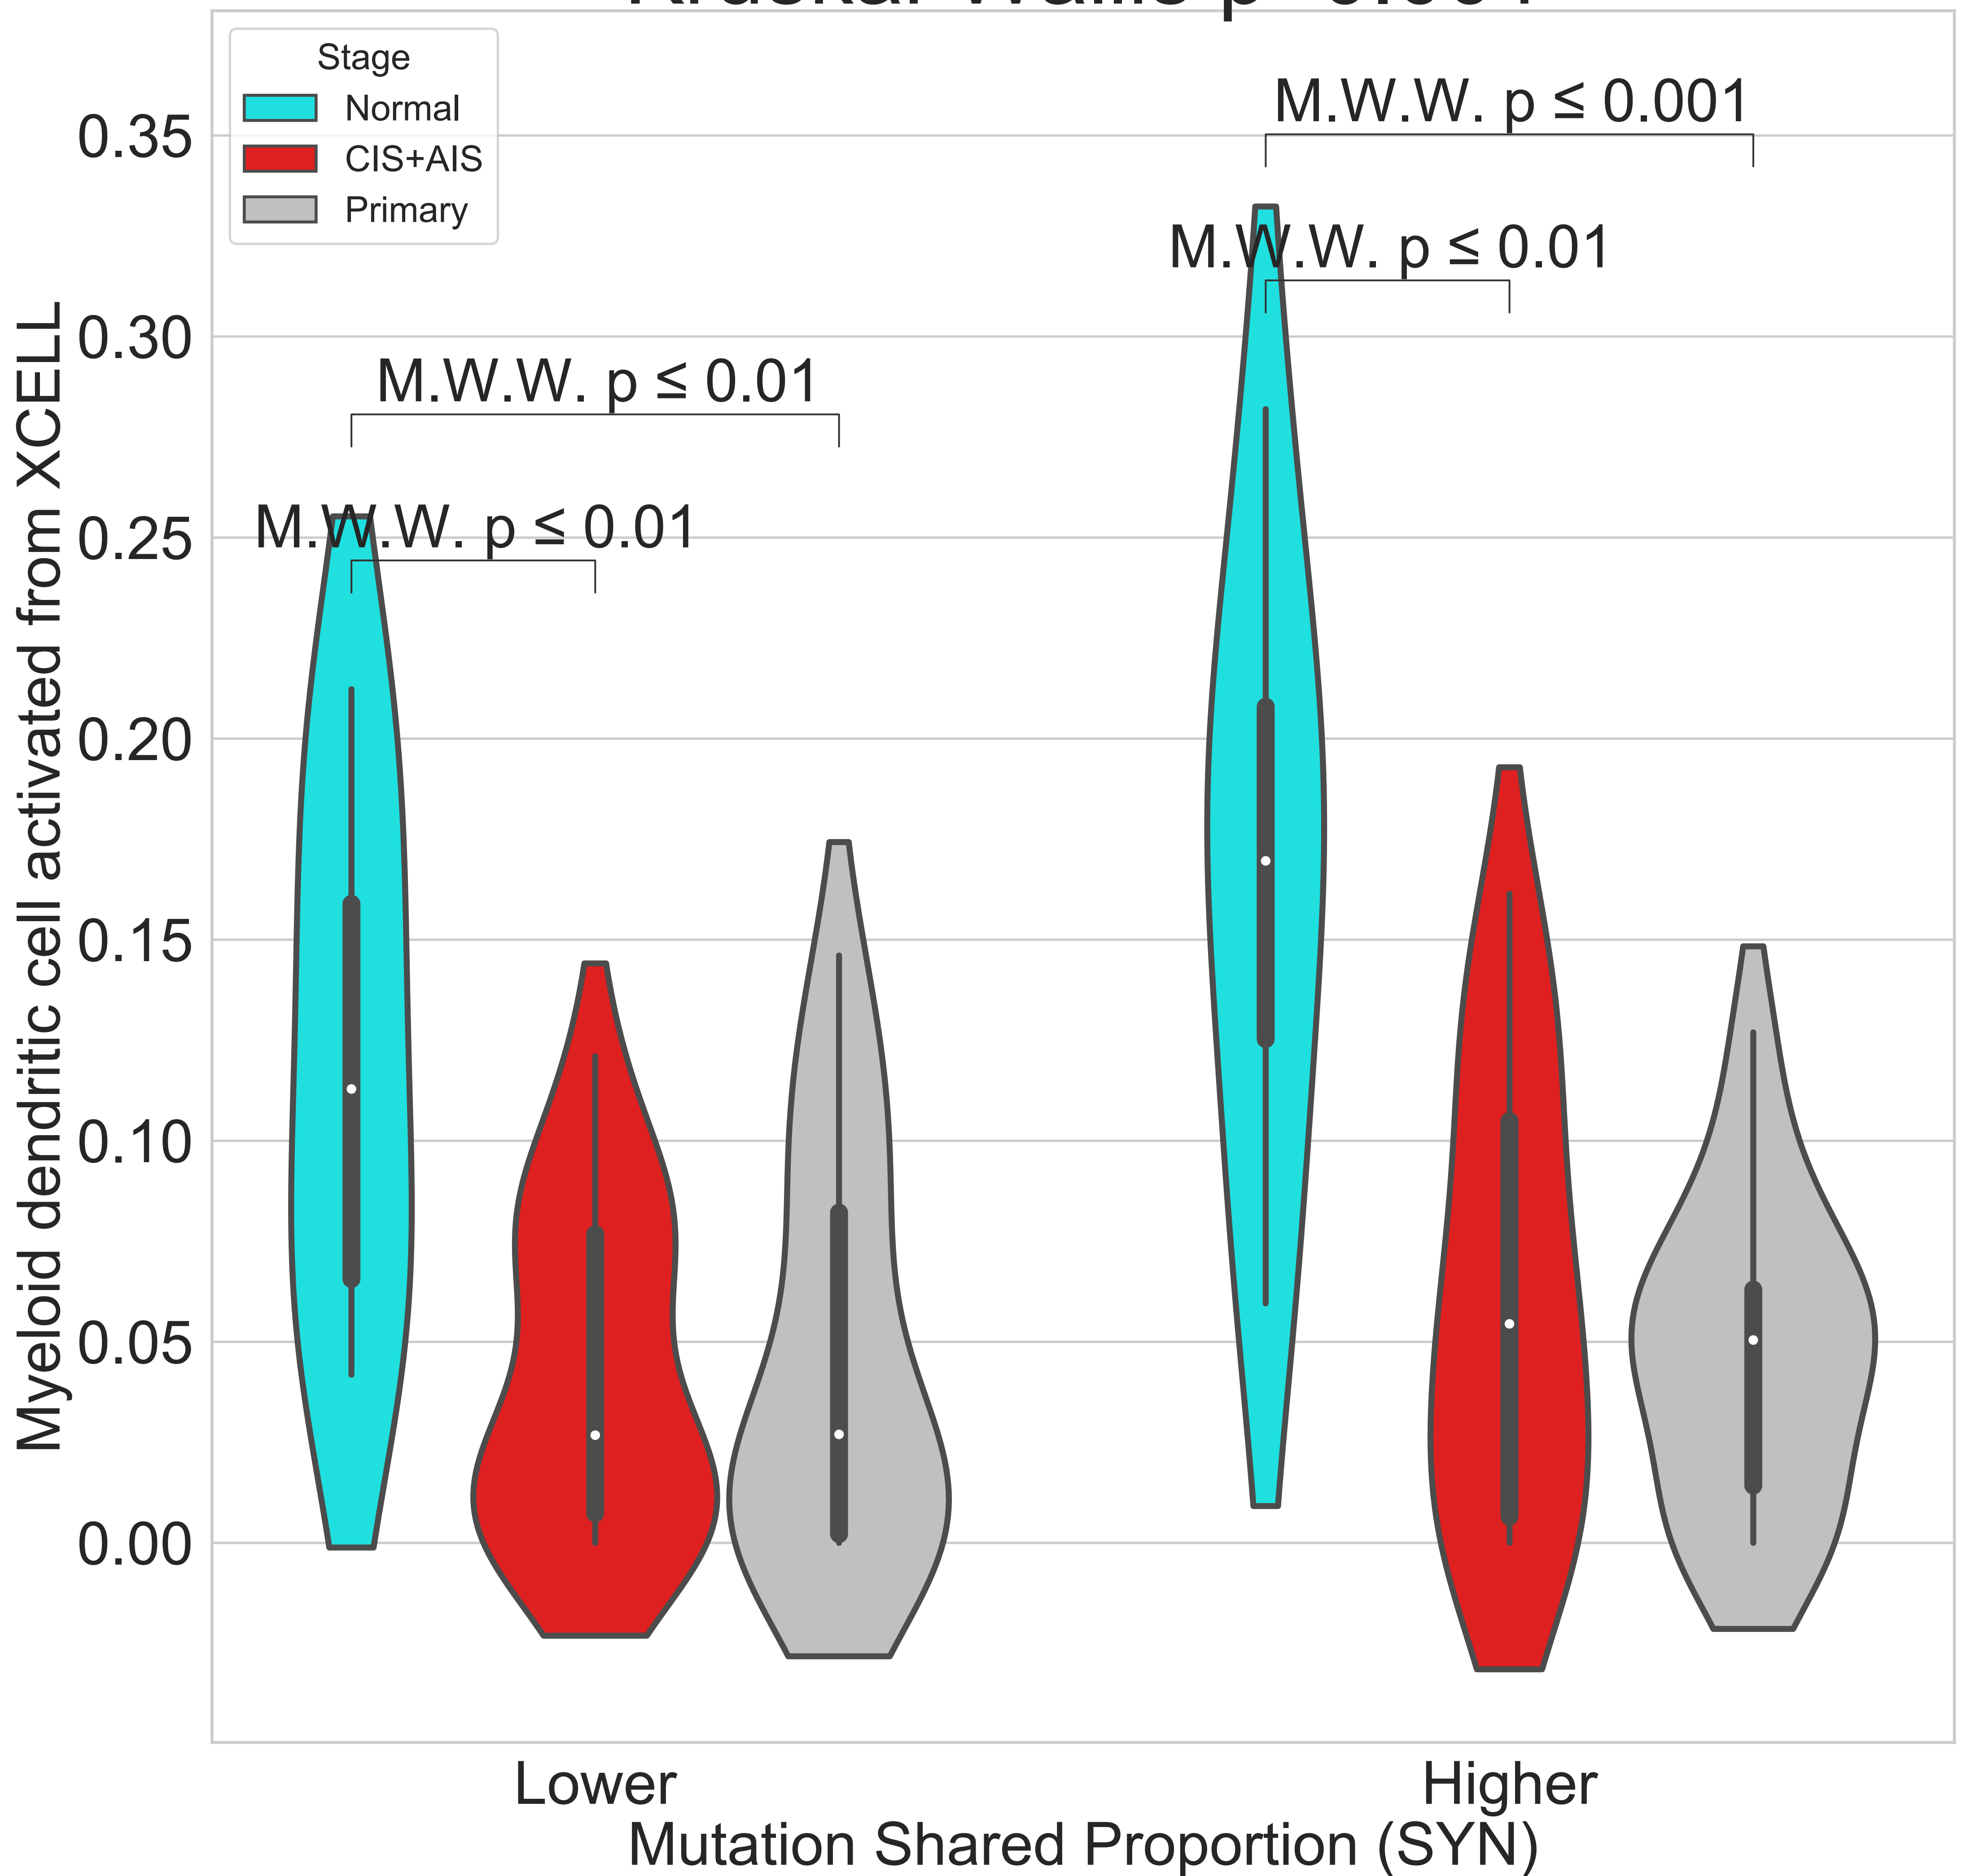 Stage
Normal
CIS+AIS
Primary
M.W.W. p ≤ 0.001
M.W.W. p ≤ 0.01
M.W.W. p ≤ 0.01
M.W.W. p ≤ 0.01
0.35
0.30
0.25
0.20
0.15
0.10
0.05
0.00
Myeloid dendritic cell activated from XCELL
Lower
Higher
Mutation Shared Proportion (SYN)